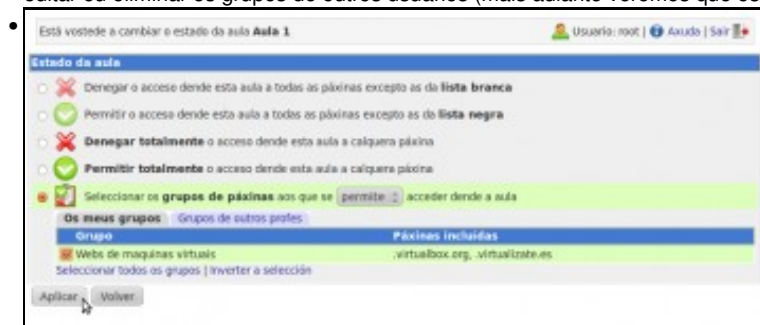 Está vostede a cambiar o estado da aula Aula 1
Usuario: root | Axuda | Sair
Estado da aula
Denegar o acceso dende esta aula a todas as páxinas excepto as da lista branca
Permitir o acceso dende esta aula a todas as páxinas excepto as da lista negra
Denegar totalmente o acceso dende esta aula a calquera páxina
Permitir totalmente o acceso dende esta aula a calquera páxina
Seleccionar os grupos de páxinas aos que se permite acceder dende a aula
Os meus grupos Grupos de outros profes
Grupo Páxinas incluidas
Webs de maquinas virtuais .virtualbox.org, .virtualizate.es
Seleccionar todos os grupos | Inverter a selección
Aplicar Volver